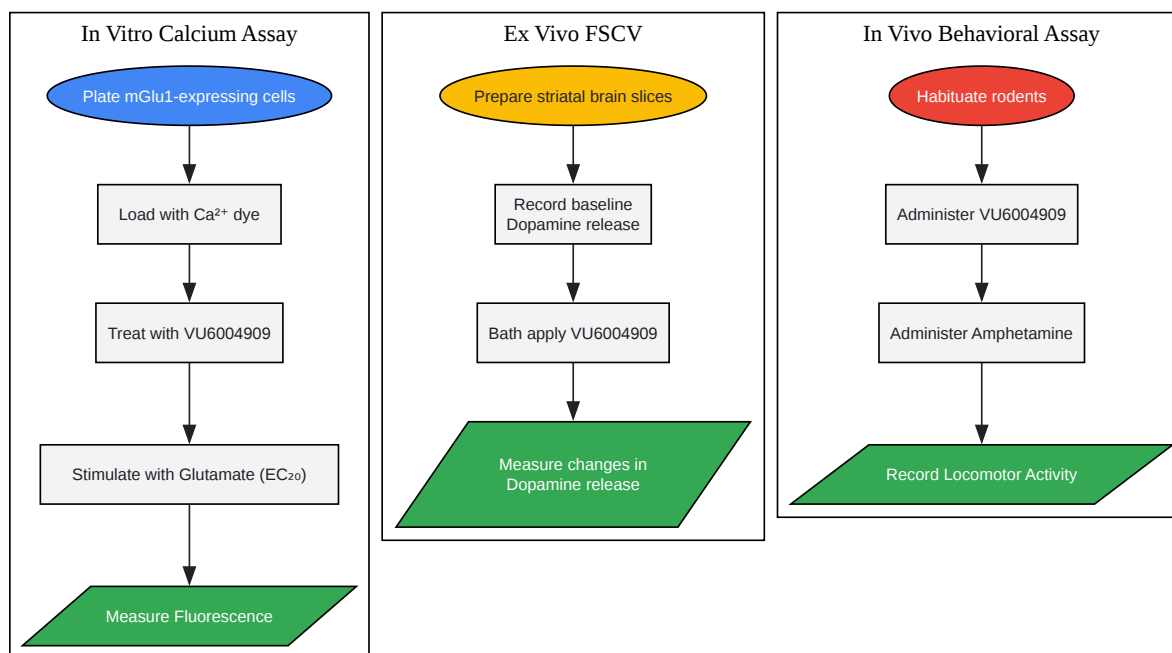 In Vitro Calcium Assay
Plate mGlu1-expressing cells
Load with Ca²⁺ dye
Treat with VU6004909
Stimulate with Glutamate (EC₂₀)
Measure Fluorescence
Ex Vivo FSCV
Prepare striatal brain slices
Record baseline
Dopamine release
Bath apply VU6004909
Measure changes in
Dopamine release
In Vivo Behavioral Assay
Habituate rodents
Administer VU6004909
Administer Amphetamine
Record Locomotor Activity